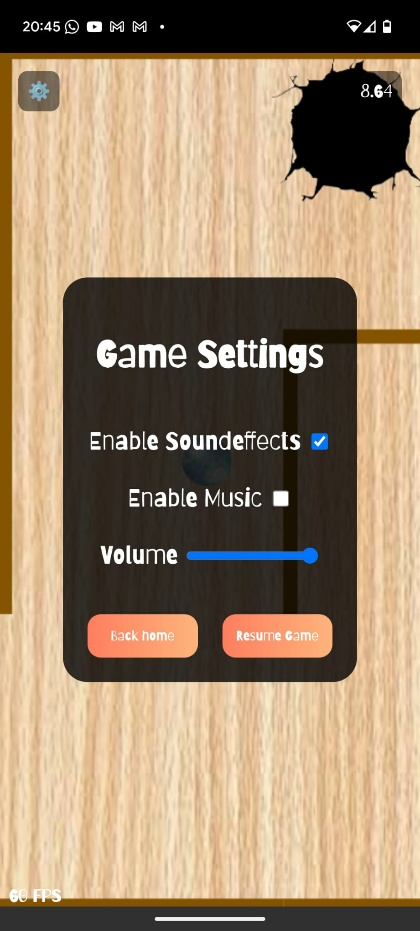 20:45
8.64
Game Settings
Enable Soundeffects
Enable Music
Volume
Back home
Resume Game
60 FPS